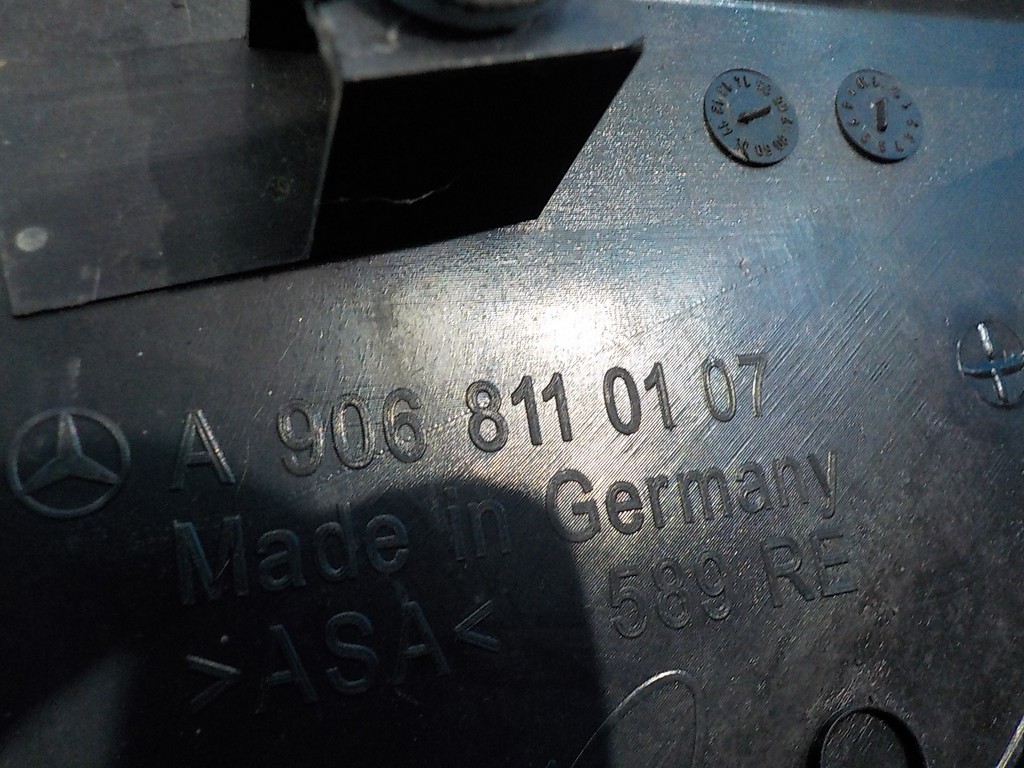 A 906 811 01 07
Made in Germany
>ASA< 589 RE